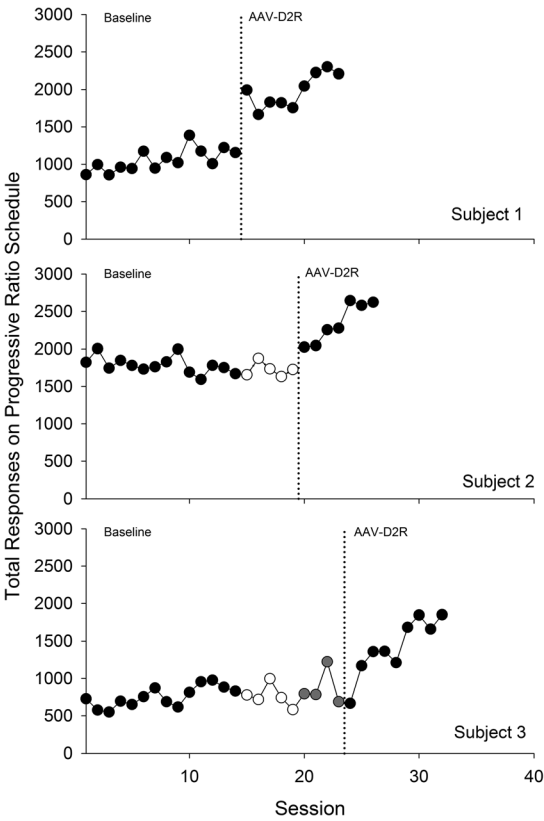 Total Responses on Progressive Ratio Schedule
3000
Baseline
AAV-D2R
2500
2000
1500
1000
500
Subject 1
0
3000
Baseline
AAV-D2R
2500
2000
1500
1000
500
Subject 2
0
3000
Baseline
AAV-D2R
2500
2000
1500
1000
500
Subject 3
0
10
20
30
40
Session